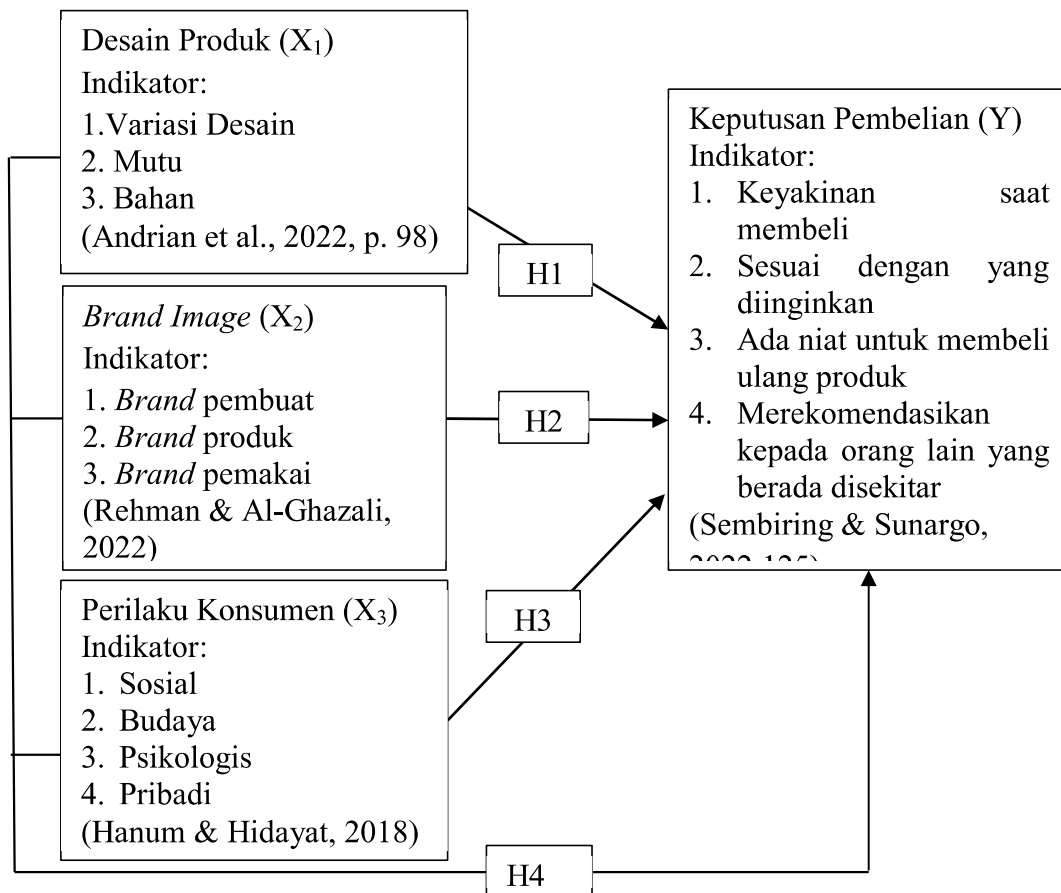 Desain Produk (X₁)
Indikator:
1.Variasi Desain
2. Mutu
3. Bahan
(Andrian et al., 2022, p. 98)
H1
Brand Image (X₂)
Indikator:
1. Brand pembuat
2. Brand produk
3. Brand pemakai
(Rehman & Al-Ghazali,
2022)
H2
Perilaku Konsumen (X₃)
Indikator:
1. Sosial
2. Budaya
3. Psikologis
4. Pribadi
(Hanum & Hidayat, 2018)
H3
H4
Keputusan Pembelian (Y)
Indikator:
1. Keyakinan saat
membeli
2. Sesuai dengan yang
diinginkan
3. Ada niat untuk membeli
ulang produk
4. Merekomendasikan
kepada orang lain yang
berada disekitar
(Sembiring & Sunargo,